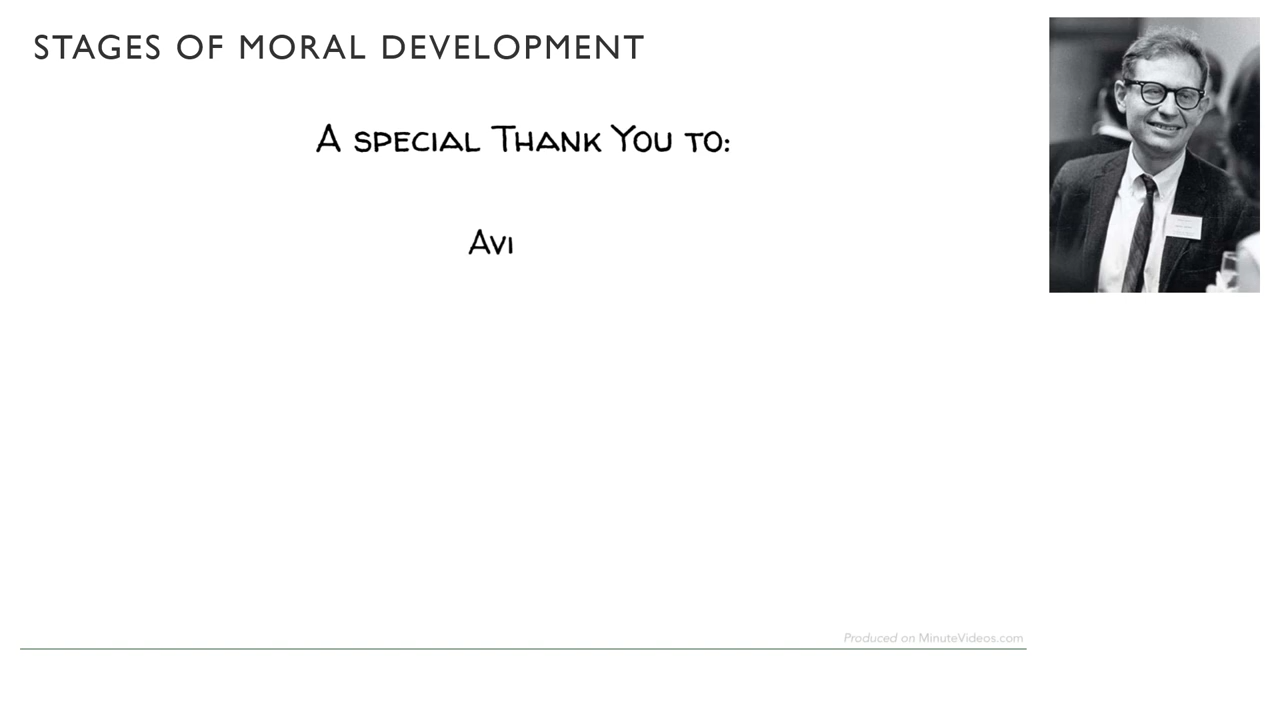 STAGES OF MORAL DEVELOPMENT
A SPECIAL THANK YOU TO:
AVI
Produced on MinuteVideos.com